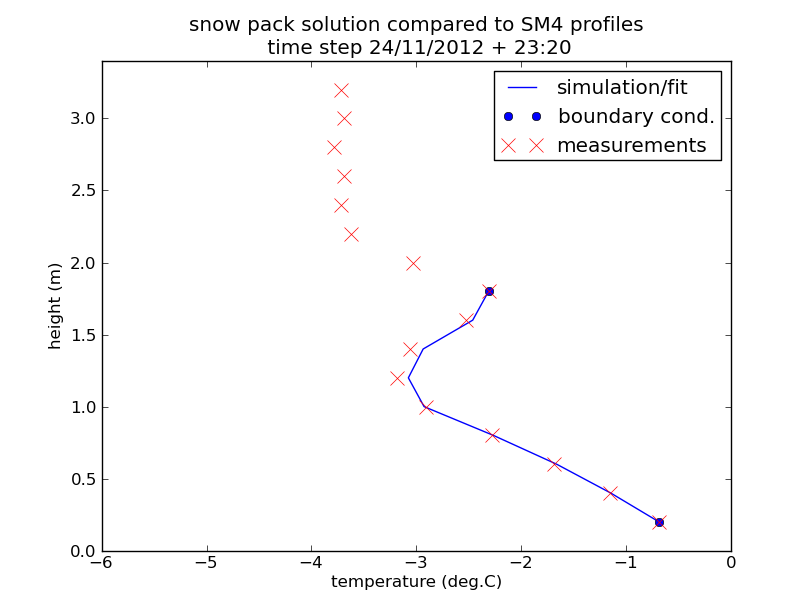 snow pack solution compared to SM4 profiles
time step 24/11/2012 + 23:20
simulation/fit
boundary cond.
measurements
3.0
2.5
2.0
1.5
1.0
0.5
0.0
height (m)
−6 −5 −4 −3 −2 −1 0
temperature (deg.C)